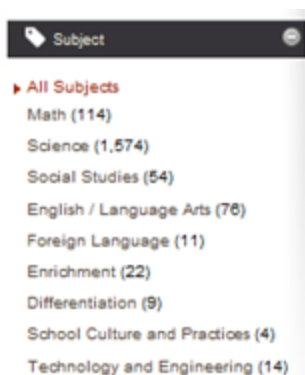 Subject
All Subjects
Math (114)
Science (1,574)
Social Studies (54)
English / Language Arts (76)
Foreign Language (11)
Enrichment (22)
Differentiation (9)
School Culture and Practices (4)
Technology and Engineering (14)